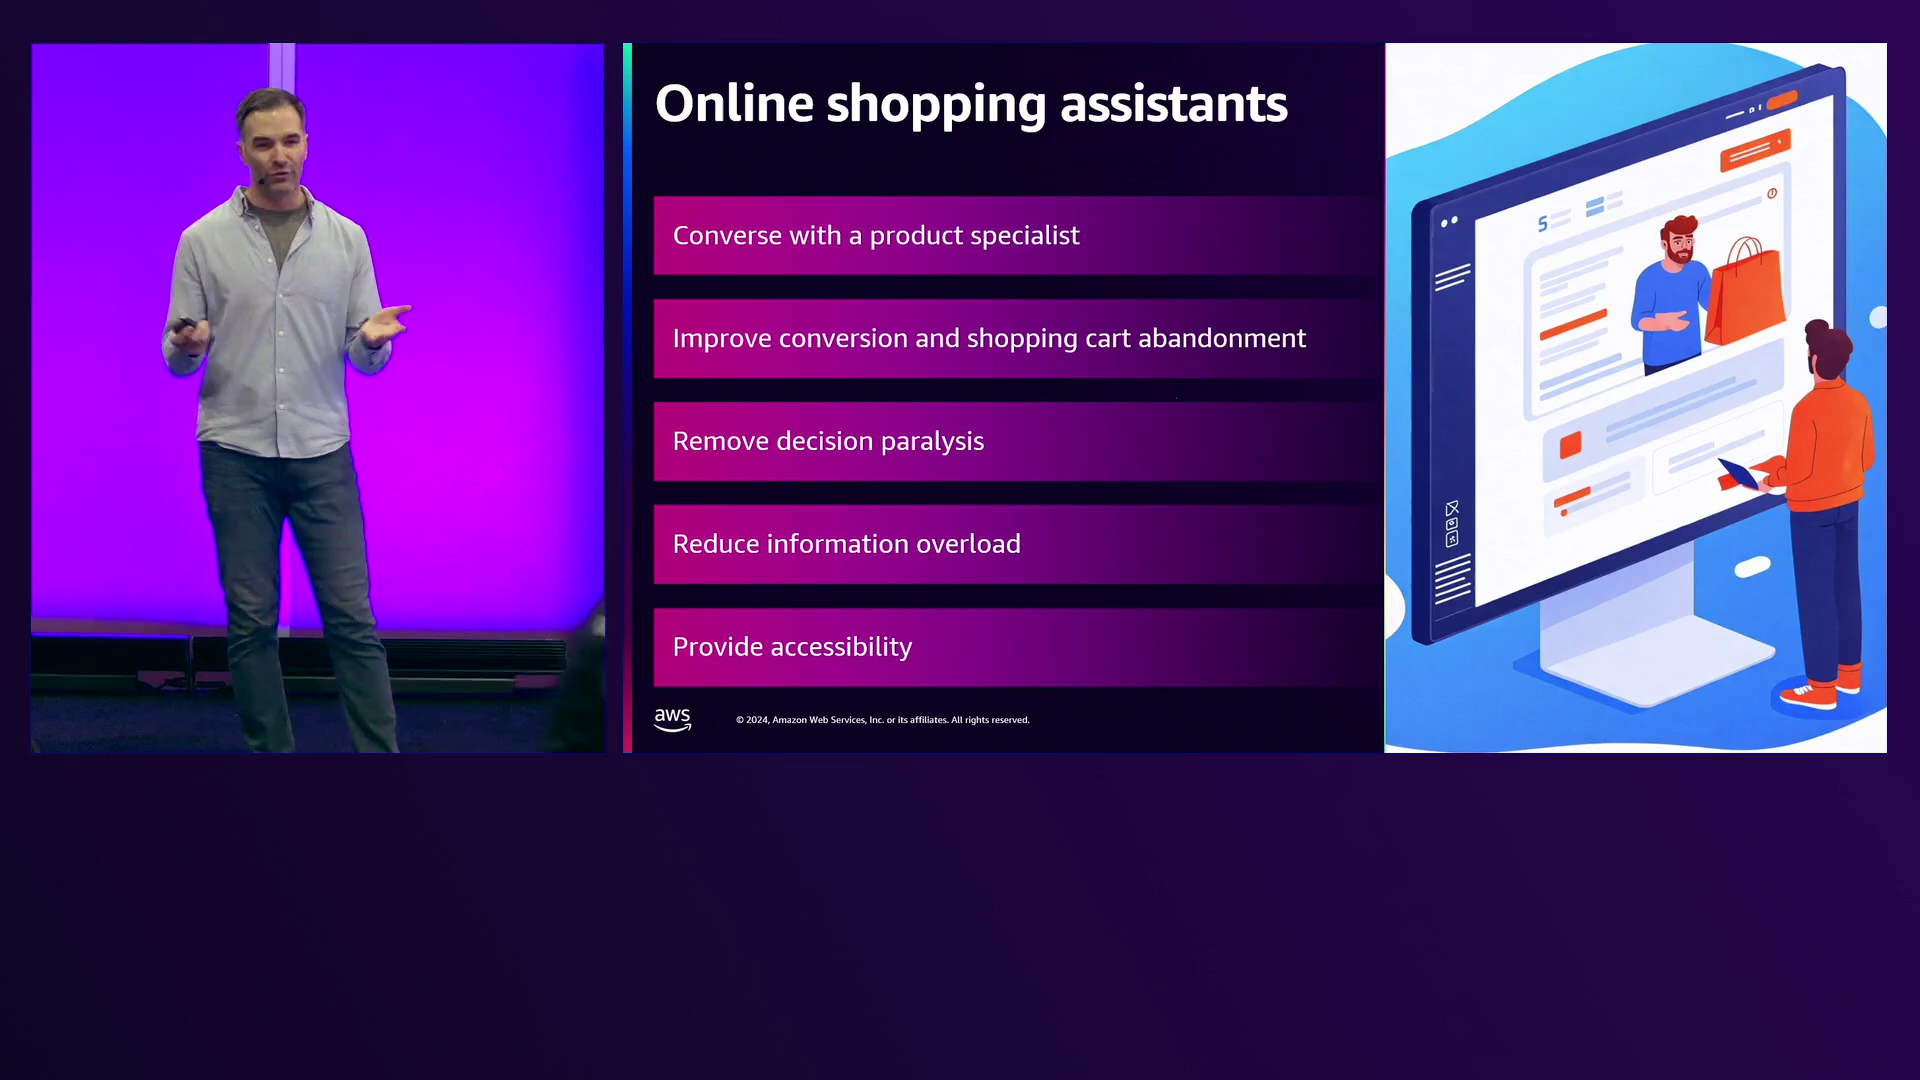 Online shopping assistants
Converse with a product specialist
Improve conversion and shopping cart abandonment
Remove decision paralysis
Reduce information overload
Provide accessibility
aws
© 2024, Amazon Web Services, Inc. or its affiliates. All rights reserved.
S